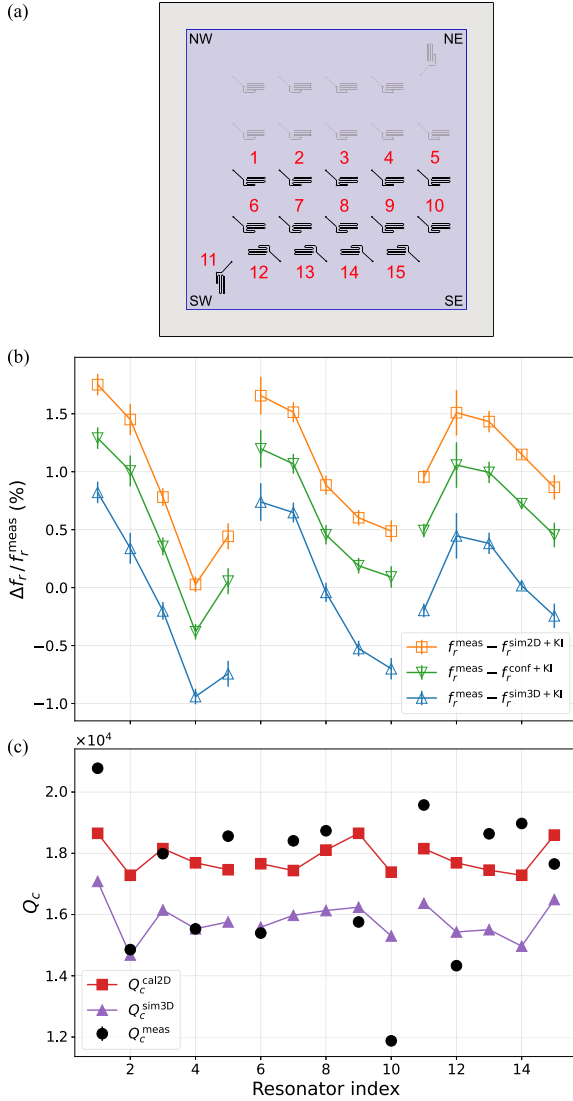 (a)
NW NE
1 2 3 4 5
6 7 8 9 10
11
12 13 14 15
SW SE
(b)
Δf_r / f_r^meas (%)
1.5
1.0
0.5
0.0
−0.5
−1.0
f_r^meas − f_r^sim2D + KI
f_r^meas − f_r^conf + KI
f_r^meas − f_r^sim3D + KI
(c)
×10⁴
Q_c
2.0
1.8
1.6
1.4
1.2
Q_c^cal2D
Q_c^sim3D
Q_c^meas
2 4 6 8 10 12 14
Resonator index